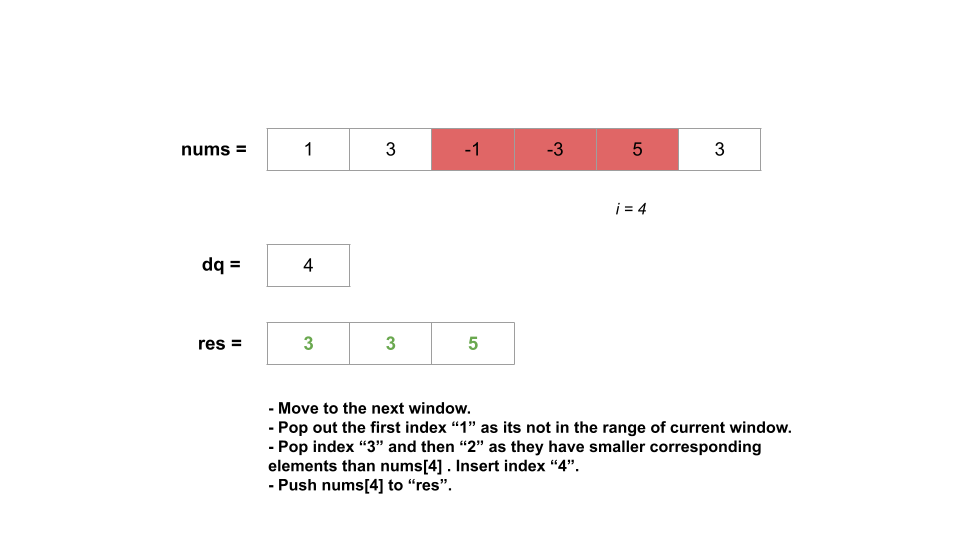 nums = 1 3 -1 -3 5 3
i = 4
dq = 4
res = 3 3 5
- Move to the next window.
- Pop out the first index “1” as its not in the range of current window.
- Pop index “3” and then “2” as they have smaller corresponding
elements than nums[4] . Insert index “4”.
- Push nums[4] to “res”.